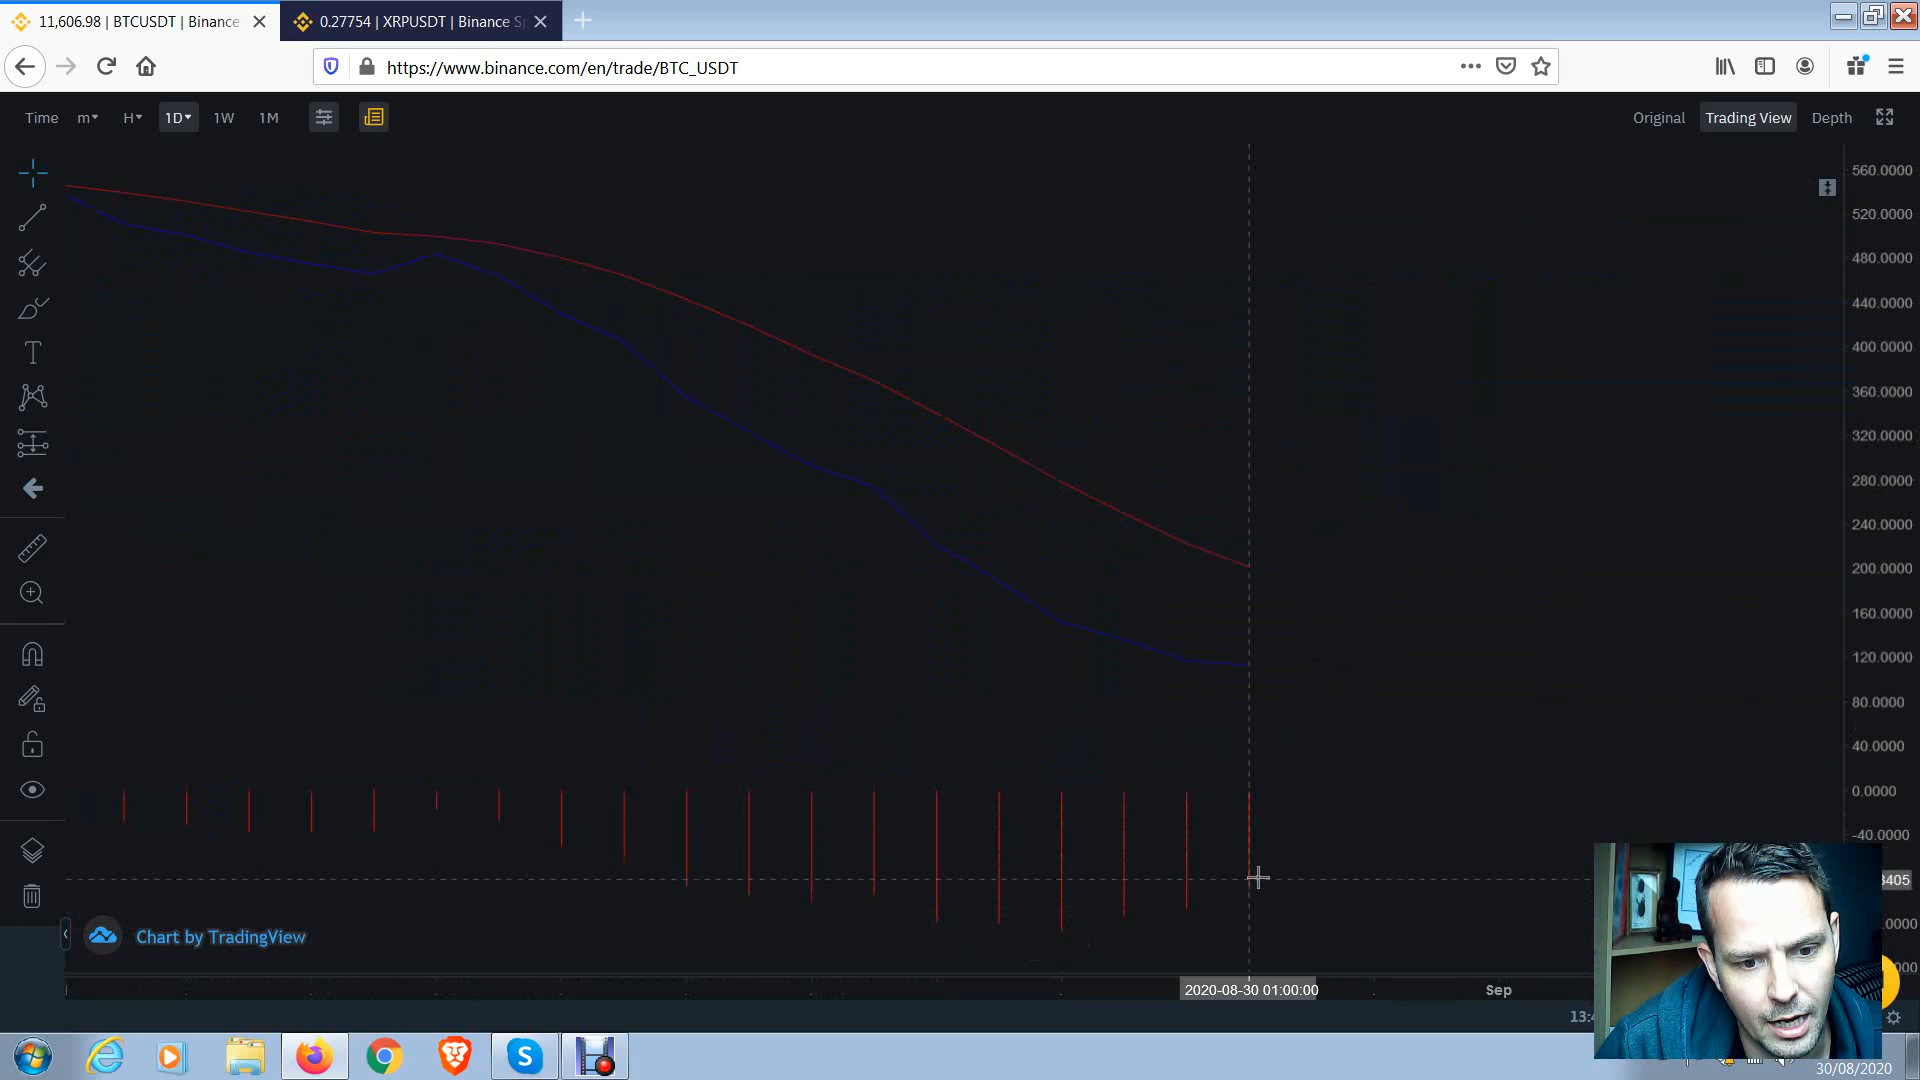 11,606.98 | BTCUSDT | Binance
0.27754 | XRPUSDT | Binance S
https://www.binance.com/en/trade/BTC_USDT
Time m H 1D 1W 1M
Original Trading View Depth
560.0000
520.0000
480.0000
440.0000
400.0000
360.0000
320.0000
280.0000
240.0000
200.0000
160.0000
120.0000
80.0000
40.0000
0.0000
-40.0000
3405
Chart by TradingView
2020-08-30 01:00:00
Sep
30/08/2020